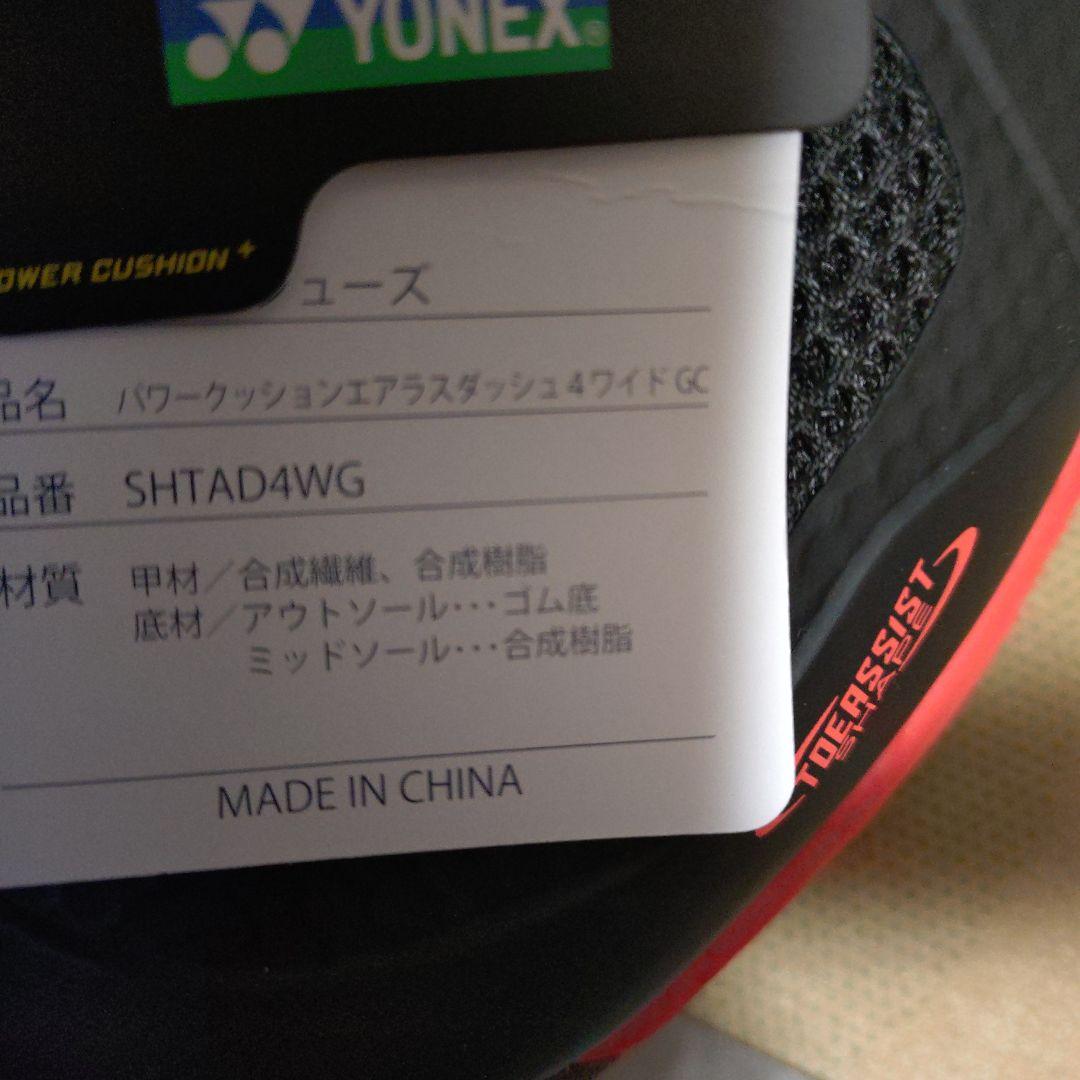 YONEX®
POWER CUSHION +
ューズ
品名 パワークッションエアラスダッシュ4ワイドGC
品番 SHTAD4WG
材質 甲材／合成繊維、合成樹脂
底材／アウトソール･･･ゴム底
ミッドソール･･･合成樹脂
MADE IN CHINA
TOEASSIST
SHAPE